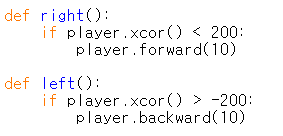 def right():
    if player.xcor() < 200:
        player.forward(10)
def left():
    if player.xcor() > -200:
        player.backward(10)